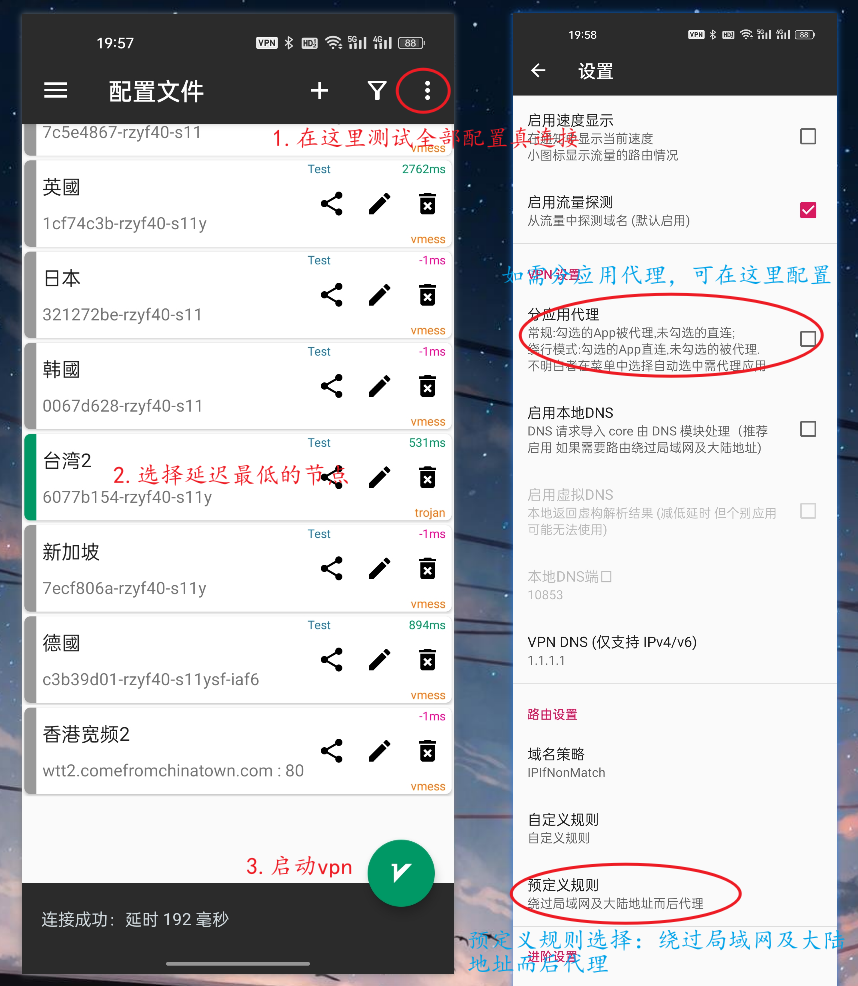 19:57
VPN HD 5G 4G 88
配置文件
7c5e4867-rzyf40-s11
vmess
1.在这里测试全部配置真连接
英國
Test
2762ms
1cf74c3b-rzyf40-s11y
vmess
日本
Test
-1ms
321272be-rzyf40-s11
vmess
韩國
Test
-1ms
0067d628-rzyf40-s11
vmess
台湾2
Test
531ms
2.选择延迟最低的节点
6077b154-rzyf40-s11y
trojan
新加坡
Test
-1ms
7ecf806a-rzyf40-s11y
vmess
德國
Test
894ms
c3b39d01-rzyf40-s11ysf-iaf6
vmess
香港宽频2
-1ms
wtt2.comefromchinatown.com : 80
vmess
3.启动vpn
连接成功：延时 192 毫秒
19:58
VPN HD 5G 4G 88
设置
启用速度显示
在通知中显示当前速度
小图标显示流量的路由情况
启用流量探测
从流量中探测域名 (默认启用)
VPN 设置
如需分应用代理，可在这里配置
分应用代理
常规:勾选的App被代理,未勾选的直连;
绕行模式:勾选的App直连,未勾选的被代理.
不明白者在菜单中选择自动选中需代理应用
启用本地DNS
DNS 请求导入 core 由 DNS 模块处理（推荐
启用 如果需要路由绕过局域网及大陆地址)
启用虚拟DNS
本地返回虚构解析结果 (减低延时 但个别应用
可能无法使用)
本地DNS端口
10853
VPN DNS (仅支持 IPv4/v6)
1.1.1.1
路由设置
域名策略
IPIfNonMatch
自定义规则
自定义规则
预定义规则
绕过局域网及大陆地址而后代理
预定义规则选择：绕过局域网及大陆
地址而后代理
进阶设置